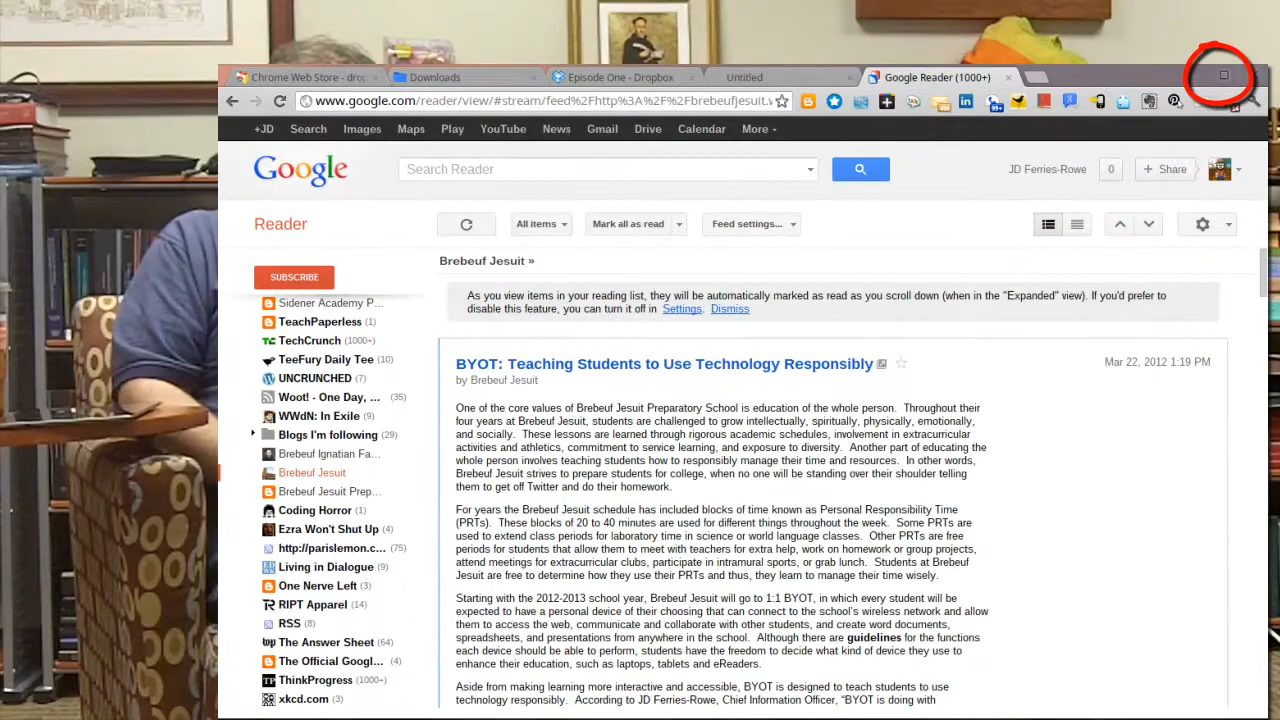 Chrome Web Store - drop
Downloads
Episode One - Dropbox
Untitled
Google Reader (1000+)
www.google.com/reader/view/#stream/feed%2Fhttp%3A%2F%2Fbrebeufjesuit.w
99+
+JD Search Images Maps Play YouTube News Gmail Drive Calendar More
Google
Search Reader
JD Ferries-Rowe
0
+ Share
Reader
All items
Mark all as read
Feed settings...
SUBSCRIBE
Sidener Academy P...
TeachPaperless (1)
TechCrunch (1000+)
TeeFury Daily Tee (10)
UNCRUNCHED (7)
Woot! - One Day, ... (35)
WWdN: In Exile (9)
Blogs I'm following (29)
Brebeuf Ignatian Fa...
Brebeuf Jesuit
Brebeuf Jesuit Prep...
Coding Horror (1)
Ezra Won't Shut Up (4)
http://parislemon.c... (75)
Living in Dialogue (9)
One Nerve Left (3)
RIPT Apparel (14)
RSS (8)
The Answer Sheet (64)
The Official Googl... (4)
TP ThinkProgress (1000+)
xkcd.com (3)
Brebeuf Jesuit »
As you view items in your reading list, they will be automatically marked as read as you scroll down (when in the "Expanded" view). If you'd prefer to
disable this feature, you can turn it off in Settings. Dismiss
BYOT: Teaching Students to Use Technology Responsibly
Mar 22, 2012 1:19 PM
by Brebeuf Jesuit
One of the core values of Brebeuf Jesuit Preparatory School is education of the whole person. Throughout their
four years at Brebeuf Jesuit, students are challenged to grow intellectually, spiritually, physically, emotionally,
and socially. These lessons are learned through rigorous academic schedules, involvement in extracurricular
activities and athletics, commitment to service learning, and exposure to diversity. Another part of educating the
whole person involves teaching students how to responsibly manage their time and resources. In other words,
Brebeuf Jesuit strives to prepare students for college, when no one will be standing over their shoulder telling
them to get off Twitter and do their homework.
For years the Brebeuf Jesuit schedule has included blocks of time known as Personal Responsibility Time
(PRTs). These blocks of 20 to 40 minutes are used for different things throughout the week. Some PRTs are
used to extend class periods for laboratory time in science or world language classes. Other PRTs are free
periods for students that allow them to meet with teachers for extra help, work on homework or group projects,
attend meetings for extracurricular clubs, participate in intramural sports, or grab lunch. Students at Brebeuf
Jesuit are free to determine how they use their PRTs and thus, they learn to manage their time wisely.
Starting with the 2012-2013 school year, Brebeuf Jesuit will go to 1:1 BYOT, in which every student will be
expected to have a personal device of their choosing that can connect to the school's wireless network and allow
them to access the web, communicate and collaborate with other students, and create word documents,
spreadsheets, and presentations from anywhere in the school. Although there are guidelines for the functions
each device should be able to perform, students have the freedom to decide what kind of device they use to
enhance their education, such as laptops, tablets and eReaders.
Aside from making learning more interactive and accessible, BYOT is designed to teach students to use
technology responsibly. According to JD Ferries-Rowe, Chief Information Officer, "BYOT is doing with